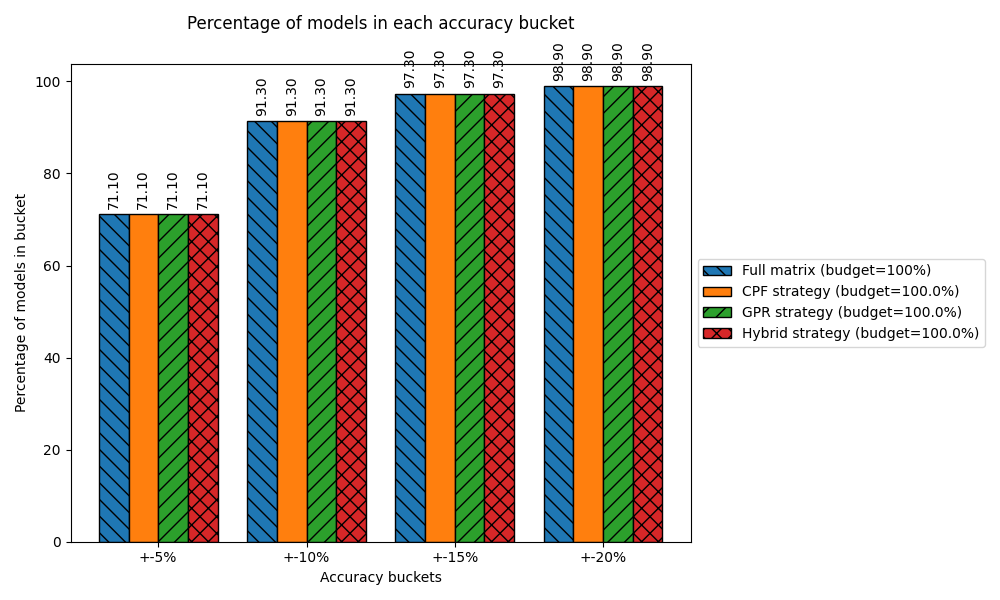 Percentage of models in each accuracy bucket
71.10 71.10 71.10 71.10
91.30 91.30 91.30 91.30
97.30 97.30 97.30 97.30
98.90 98.90 98.90 98.90
Percentage of models in bucket
100
80
60
40
20
0
+-5% +-10% +-15% +-20%
Accuracy buckets
Full matrix (budget=100%)
CPF strategy (budget=100.0%)
GPR strategy (budget=100.0%)
Hybrid strategy (budget=100.0%)